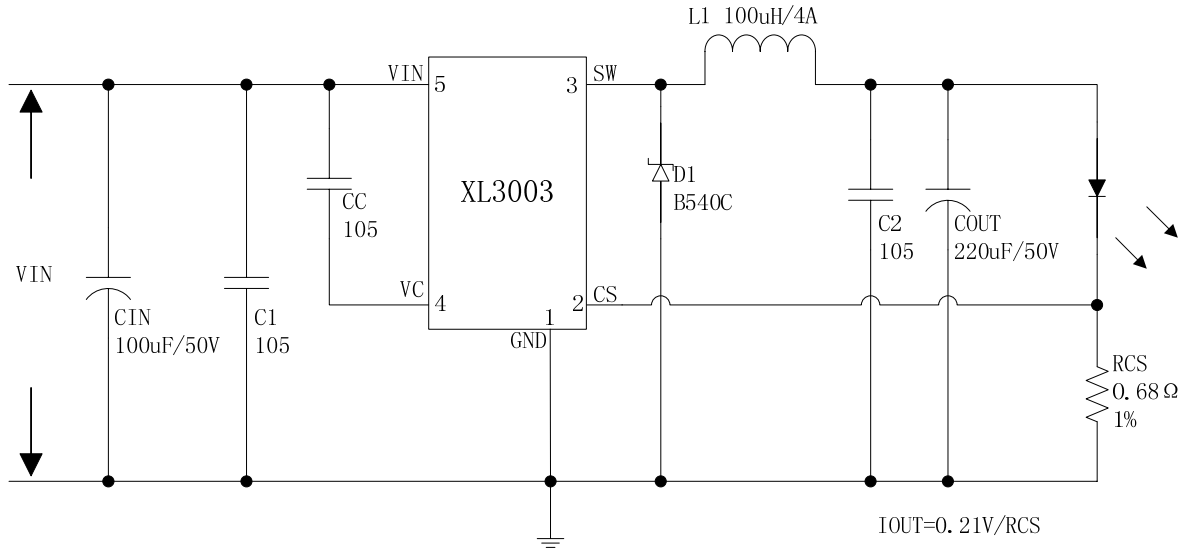 L1 100uH/4A
VIN
5
3
SW
XL3003
CC
105
D1
B540C
C2
105
COUT
220uF/50V
VIN
VC
4
2
CS
1
GND
CIN
100uF/50V
C1
105
RCS
0.68Ω
1%
IOUT=0.21V/RCS